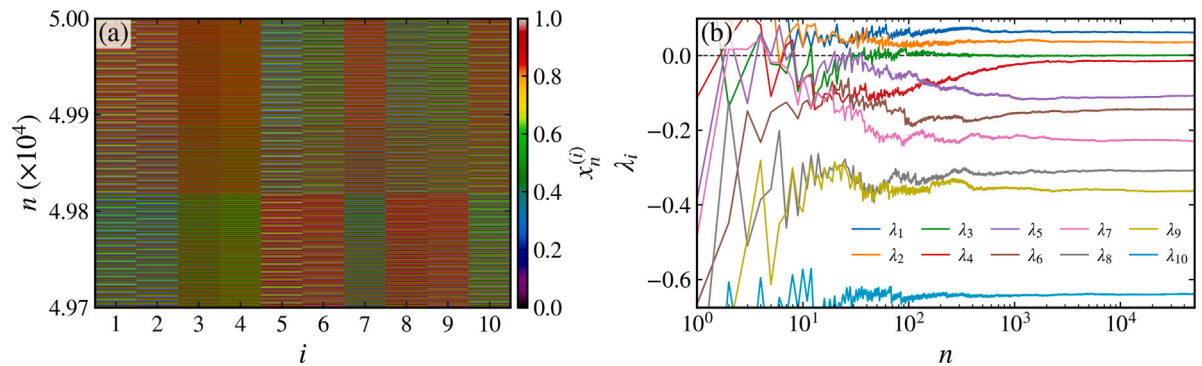 (a)
5.00
4.99
4.98
4.97
n (×10⁴)
1 2 3 4 5 6 7 8 9 10
i
1.0
0.8
0.6
0.4
0.2
0.0
xₙ⁽ⁱ⁾
(b)
0.0
−0.2
−0.4
−0.6
λᵢ
λ₁ λ₃ λ₅ λ₇ λ₉
λ₂ λ₄ λ₆ λ₈ λ₁₀
10⁰ 10¹ 10² 10³ 10⁴
n